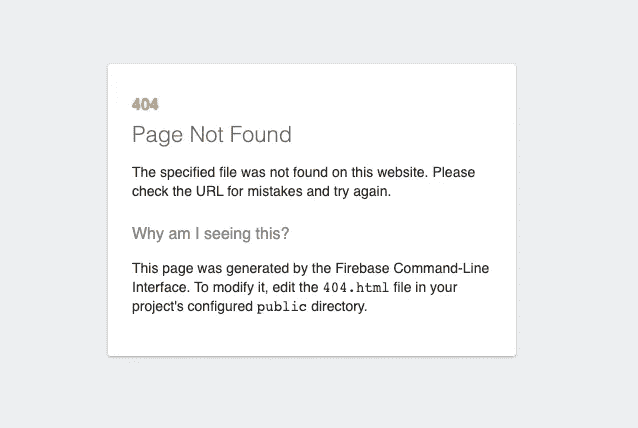 404
Page Not Found
The specified file was not found on this website. Please
check the URL for mistakes and try again.
Why am I seeing this?
This page was generated by the Firebase Command-Line
Interface. To modify it, edit the 404.html file in your
project's configured public directory.